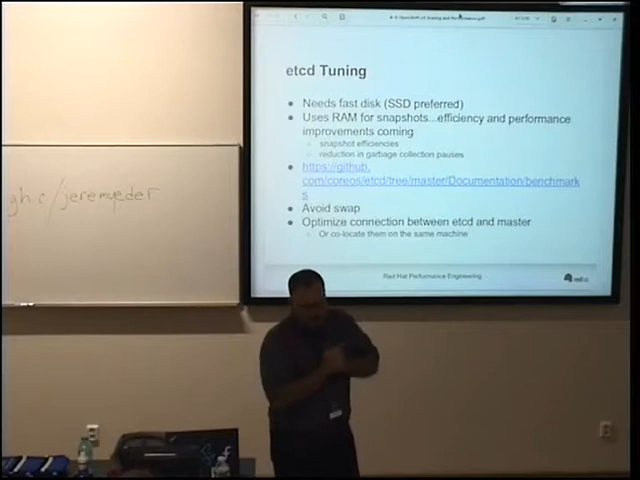 etcd Tuning
Needs fast disk (SSD preferred)
Uses RAM for snapshots...efficiency and performance
improvements coming
snapshot efficiencies
reduction in garbage collection pauses
https://github.
com/coreos/etcd/tree/master/Documentation/benchmark
s
Avoid swap
Optimize connection between etcd and master
Or co-locate them on the same machine
Red Hat Performance Engineering
gh.c/jeremyeder